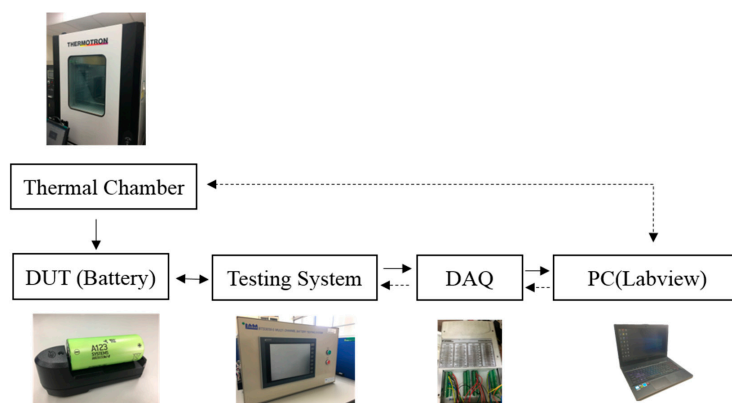 THERMOTRON
Thermal Chamber
DUT (Battery)
Testing System
DAQ
PC(Labview)
A123
SYSTEMS